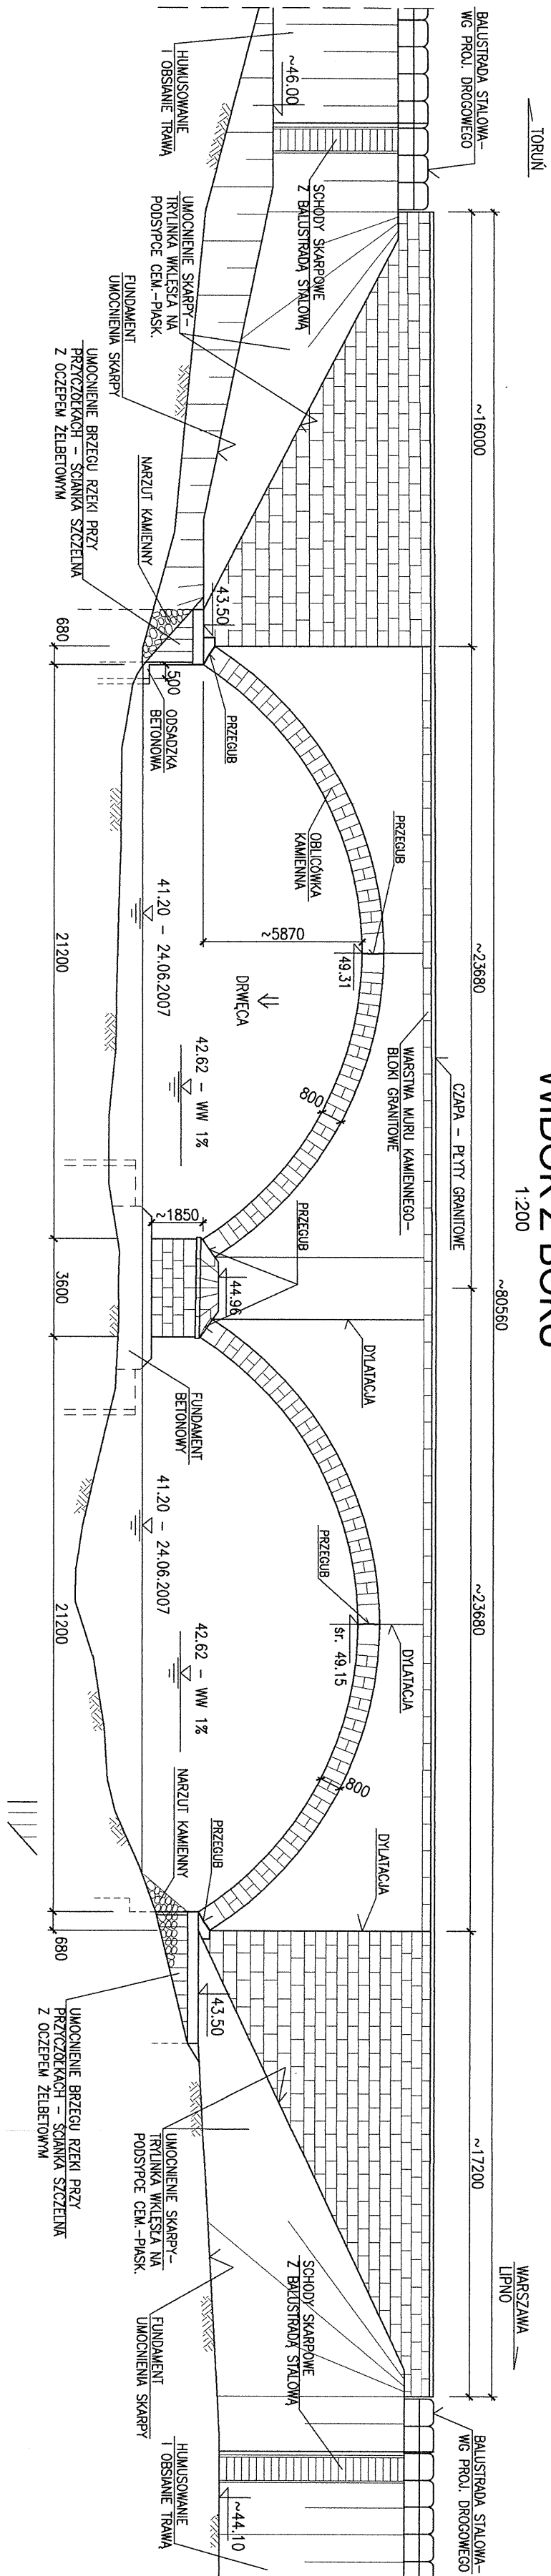 WIDOK Z BOKU
1:200
TORUŃ
WARSZAWA
LIPNO
BALUSTRADA STALOWA-
WG PROJ. DROGOWEGO
~80560
~16000
~23680
~23680
~17200
CZAPA - PŁYTY GRANITOWE
WARSTWA MURU KAMIENNEGO-
BLOKI GRANITOWE
BALUSTRADA STALOWA-
WG PROJ. DROGOWEGO
~46.00
HUMUSOWANIE
I OBSIANIE TRAWĄ
SCHODY SKARPOWE
Z BALUSTRADĄ STALOWĄ
UMOCNIENIE SKARPY-
TRYLINKA WKLĘSŁA NA
PODSYPCE CEM.-PIASK.
FUNDAMENT
UMOCNIENIA SKARPY
UMOCNIENIE BRZEGU RZEKI PRZY
PRZYCZÓŁKACH - ŚCIANKA SZCZELNA
Z OCZEPEM ŻELBETOWYM
NARZUT KAMIENNY
43.50
PRZEGUB
500
ODSADZKA
BETONOWA
OBLICÓWKA
KAMIENNA
PRZEGUB
~5870
49.31
DRWĘCA
41.20 - 24.06.2007
42.62 - WW 1%
800
PRZEGUB
~1850
44.96
DYLATACJA
FUNDAMENT
BETONOWY
41.20 - 24.06.2007
42.62 - WW 1%
PRZEGUB
śr. 49.15
DYLATACJA
800
DYLATACJA
PRZEGUB
NARZUT KAMIENNY
43.50
UMOCNIENIE BRZEGU RZEKI PRZY
PRZYCZÓŁKACH - ŚCIANKA SZCZELNA
Z OCZEPEM ŻELBETOWYM
UMOCNIENIE SKARPY-
TRYLINKA WKLĘSŁA NA
PODSYPCE CEM.-PIASK.
SCHODY SKARPOWE
Z BALUSTRADĄ STALOWĄ
FUNDAMENT
UMOCNIENIA SKARPY
HUMUSOWANIE
I OBSIANIE TRAWĄ
~44.10
680
21200
3600
21200
680